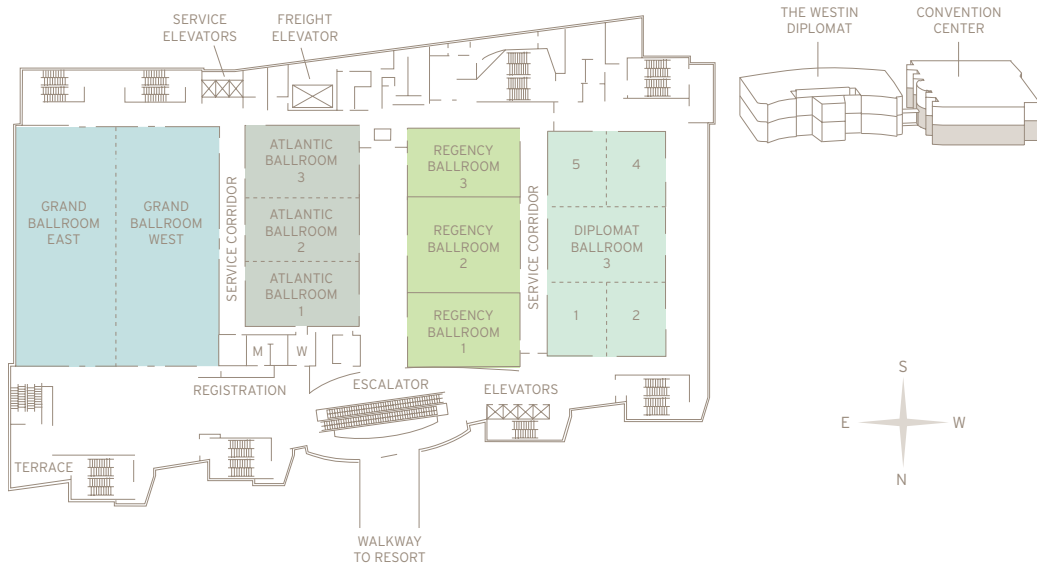 SERVICE
ELEVATORS
FREIGHT
ELEVATOR
THE WESTIN
DIPLOMAT
CONVENTION
CENTER
GRAND
BALLROOM
EAST
GRAND
BALLROOM
WEST
SERVICE CORRIDOR
ATLANTIC
BALLROOM
3
ATLANTIC
BALLROOM
2
ATLANTIC
BALLROOM
1
REGENCY
BALLROOM
3
REGENCY
BALLROOM
2
REGENCY
BALLROOM
1
SERVICE CORRIDOR
5
4
DIPLOMAT
BALLROOM
3
1
2
M
W
REGISTRATION
ESCALATOR
ELEVATORS
TERRACE
WALKWAY
TO RESORT
S
E
W
N